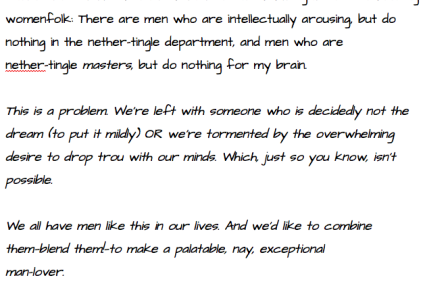 womenfolk: There are men who are intellectually arousing, but do
nothing in the nether-tingle department, and men who are
nether-tingle masters, but do nothing for my brain.
This is a problem. We're left with someone who is decidedly not the
dream (to put it mildly) OR we're tormented by the overwhelming
desire to drop trou with our minds. Which, just so you know, isn't
possible.
We all have men like this in our lives. And we'd like to combine
them-blend them!-to make a palatable, nay, exceptional
man-lover.